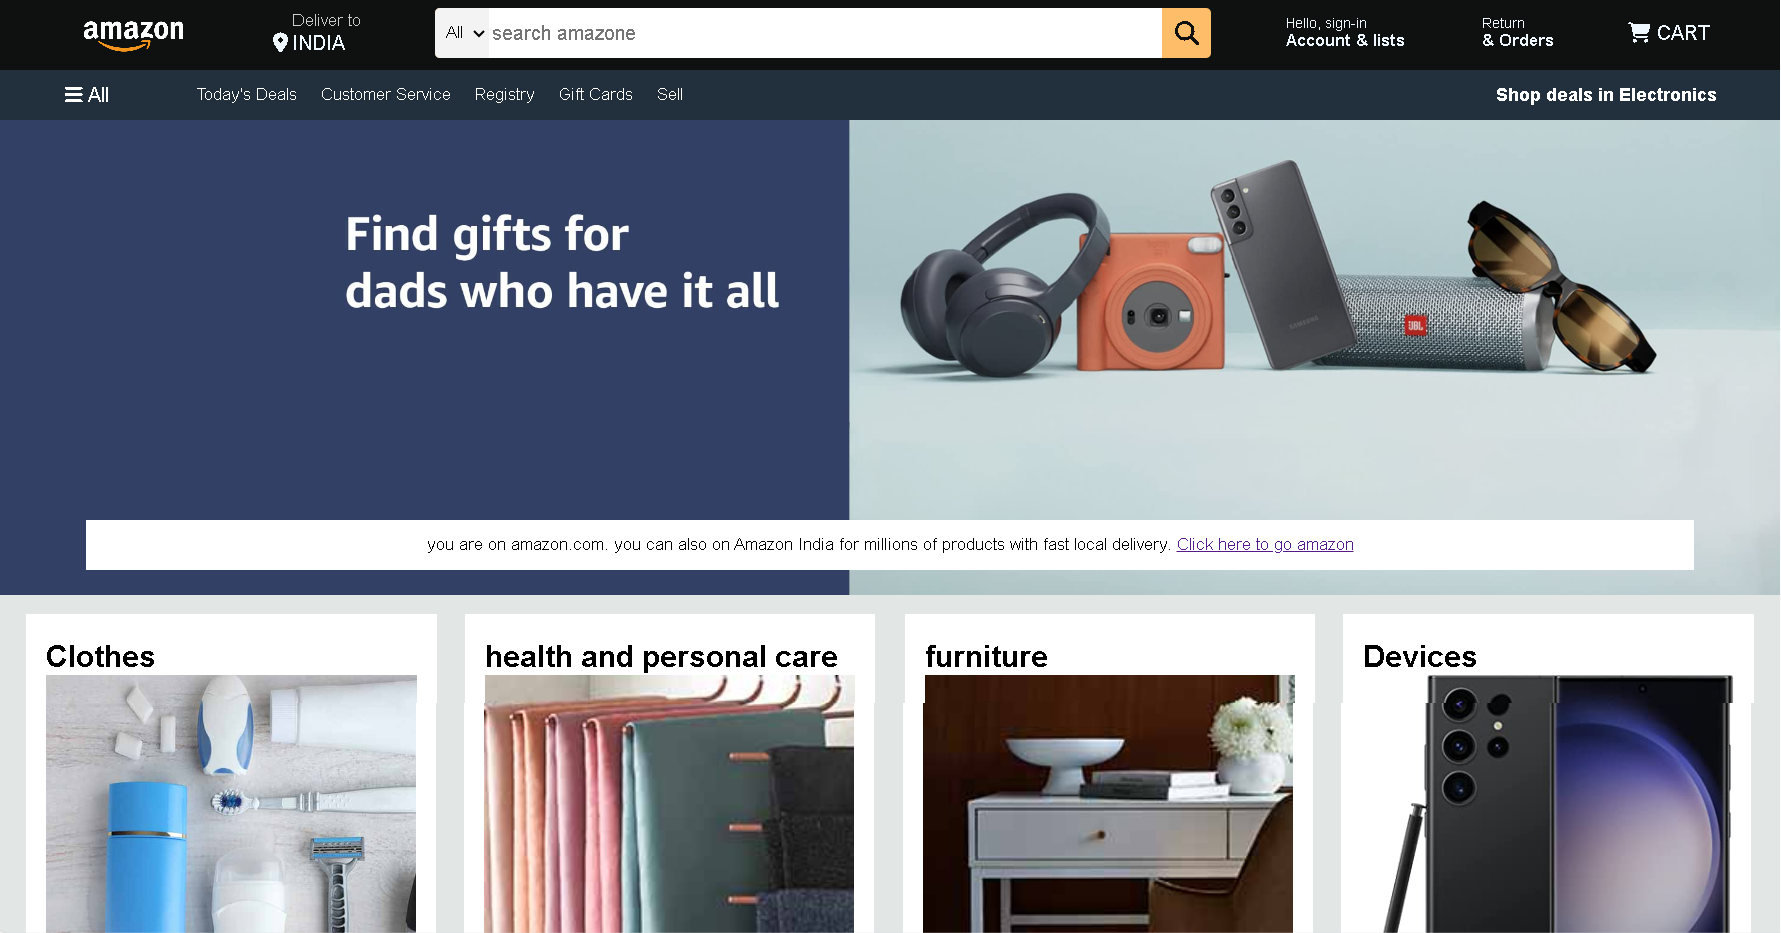 amazon
Deliver to
INDIA
All
search amazone
Hello, sign-in
Account & lists
Return
& Orders
CART
All
Today's Deals
Customer Service
Registry
Gift Cards
Sell
Shop deals in Electronics
Find gifts for
dads who have it all
SAMSUNG
JBL
you are on amazon.com. you can also on Amazon India for millions of products with fast local delivery. Click here to go amazon
Clothes
health and personal care
furniture
Devices